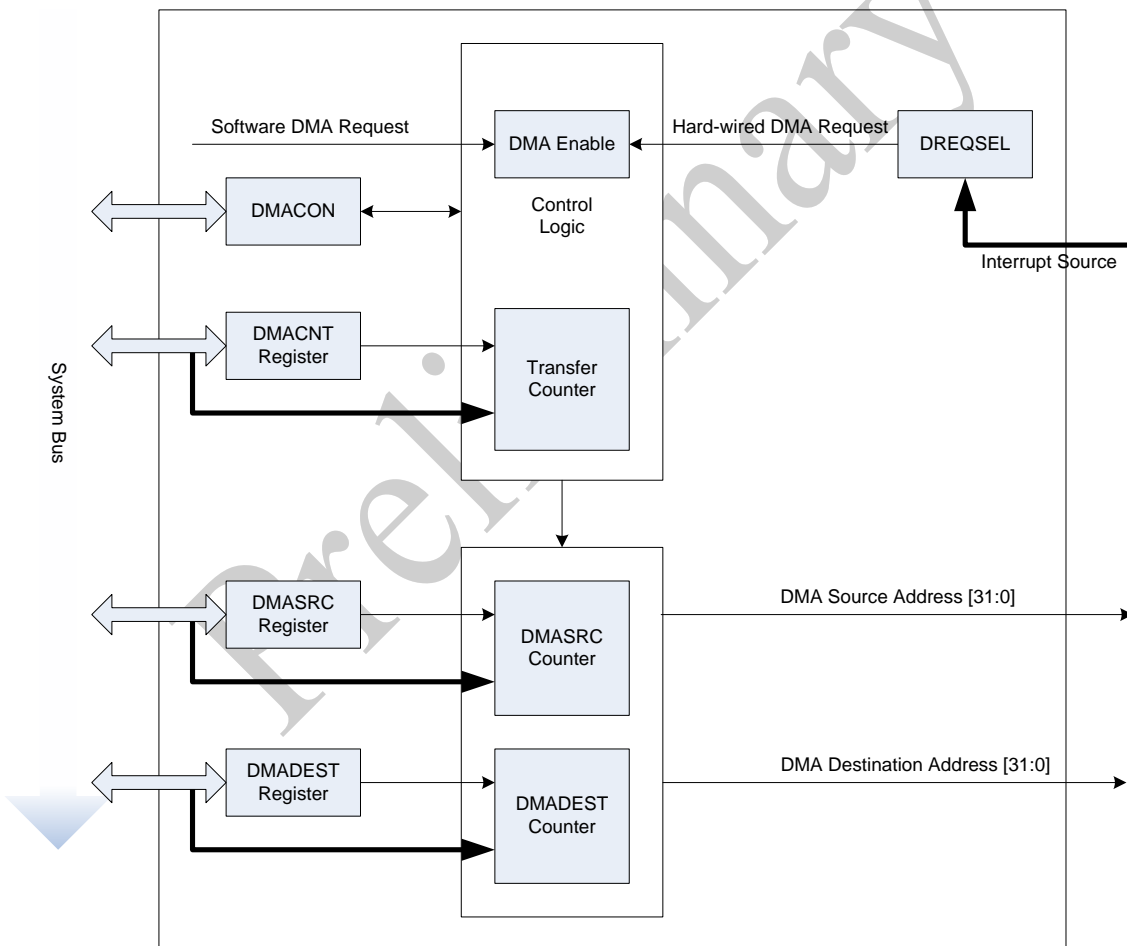 Software DMA Request
DMA Enable
Hard-wired DMA Request
DREQSEL
DMACON
Control
Logic
Interrupt Source
DMACNT
Register
Transfer
Counter
System Bus
DMASRC
Register
DMASRC
Counter
DMA Source Address [31:0]
DMADEST
Register
DMADEST
Counter
DMA Destination Address [31:0]
Preliminary